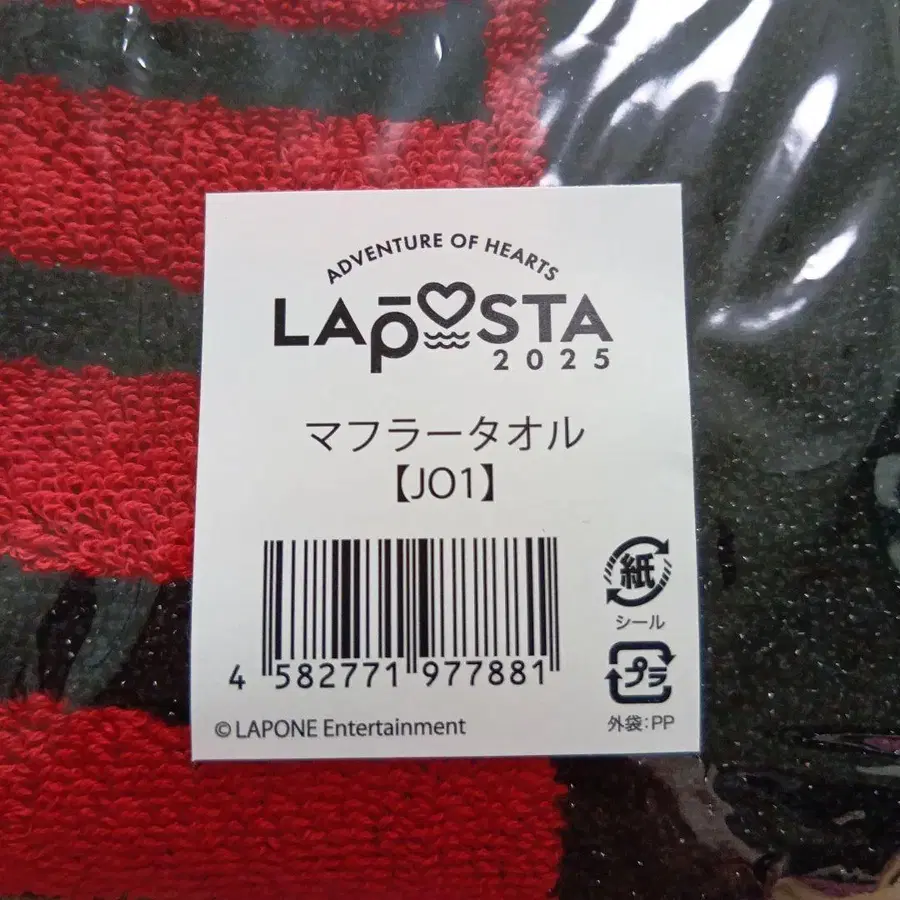 ADVENTURE OF HEARTS
LAPOSTA
2025
マフラータオル
【JO1】
紙
シール
プラ
外袋:PP
4 582771 977881
© LAPONE Entertainment